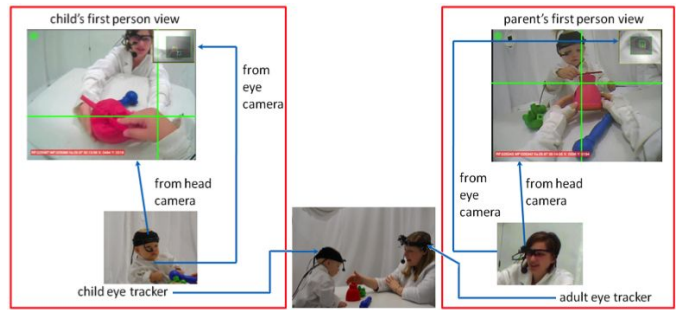 child's first person view
parent's first person view
from
eye
camera
from head
camera
from
eye
camera
from head
camera
child eye tracker
adult eye tracker